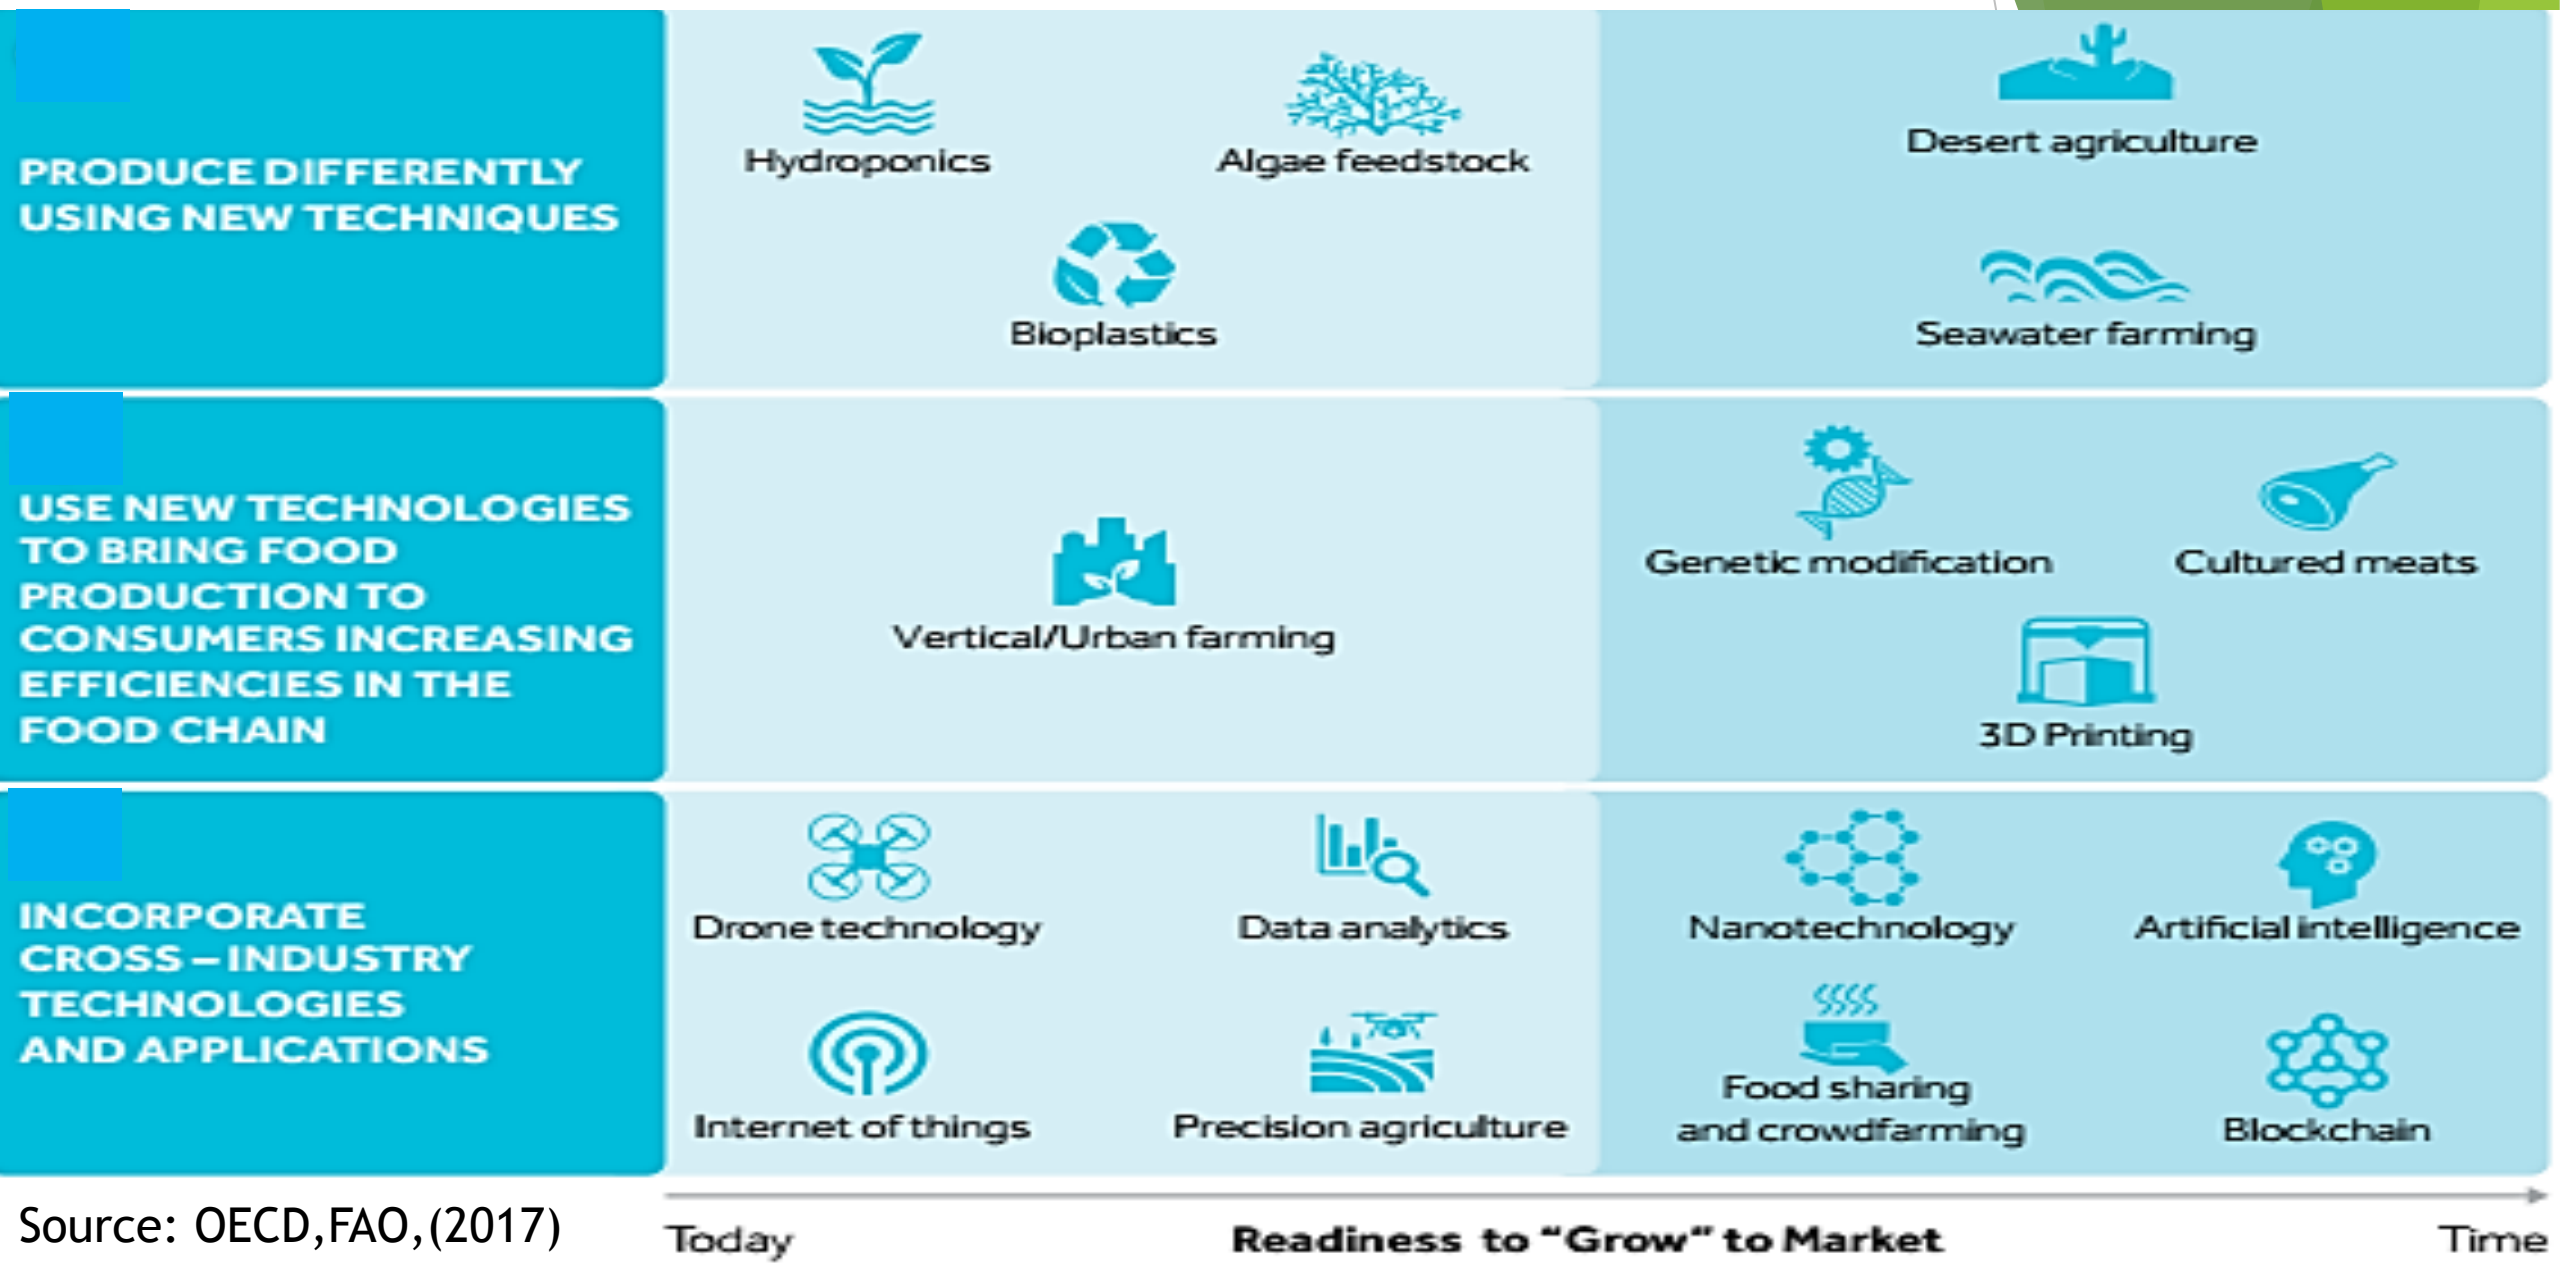 PRODUCE DIFFERENTLY
USING NEW TECHNIQUES
Hydroponics
Algae feedstock
Bioplastics
Desert agriculture
Seawater farming
USE NEW TECHNOLOGIES
TO BRING FOOD
PRODUCTION TO
CONSUMERS INCREASING
EFFICIENCIES IN THE
FOOD CHAIN
Vertical/Urban farming
Genetic modification
Cultured meats
3D Printing
INCORPORATE
CROSS – INDUSTRY
TECHNOLOGIES
AND APPLICATIONS
Drone technology
Data analytics
Internet of things
Precision agriculture
Nanotechnology
Artificial intelligence
Food sharing
and crowdfarming
Blockchain
Source: OECD,FAO,(2017)
Today
Readiness to “Grow” to Market
Time